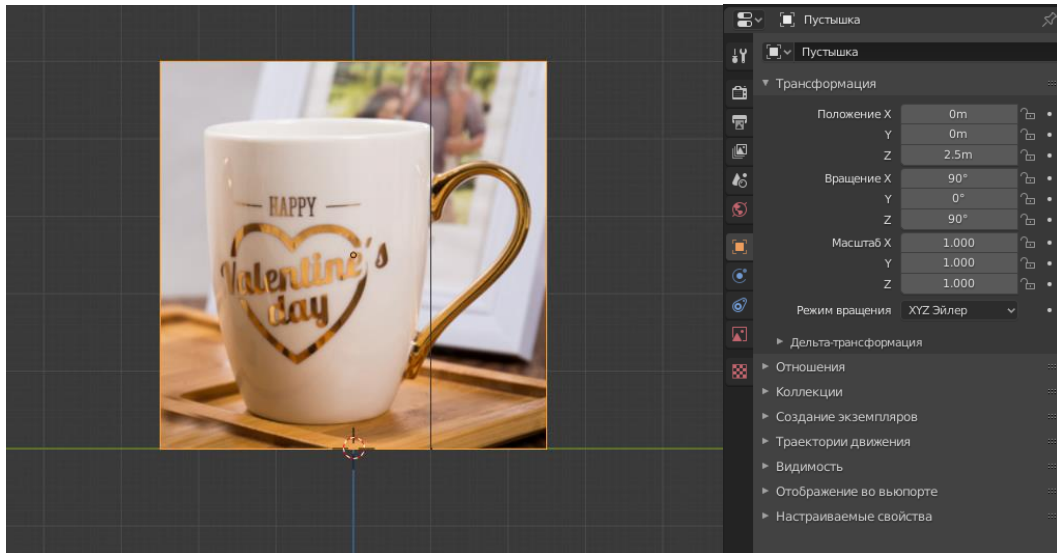 HAPPY
Valentine's
day
Пустышка
Пустышка
Трансформация
Положение X 0m
Y 0m
Z 2.5m
Вращение X 90°
Y 0°
Z 90°
Масштаб X 1.000
Y 1.000
Z 1.000
Режим вращения XYZ Эйлер
Дельта-трансформация
Отношения
Коллекции
Создание экземпляров
Траектории движения
Видимость
Отображение во вьюпорте
Настраиваемые свойства